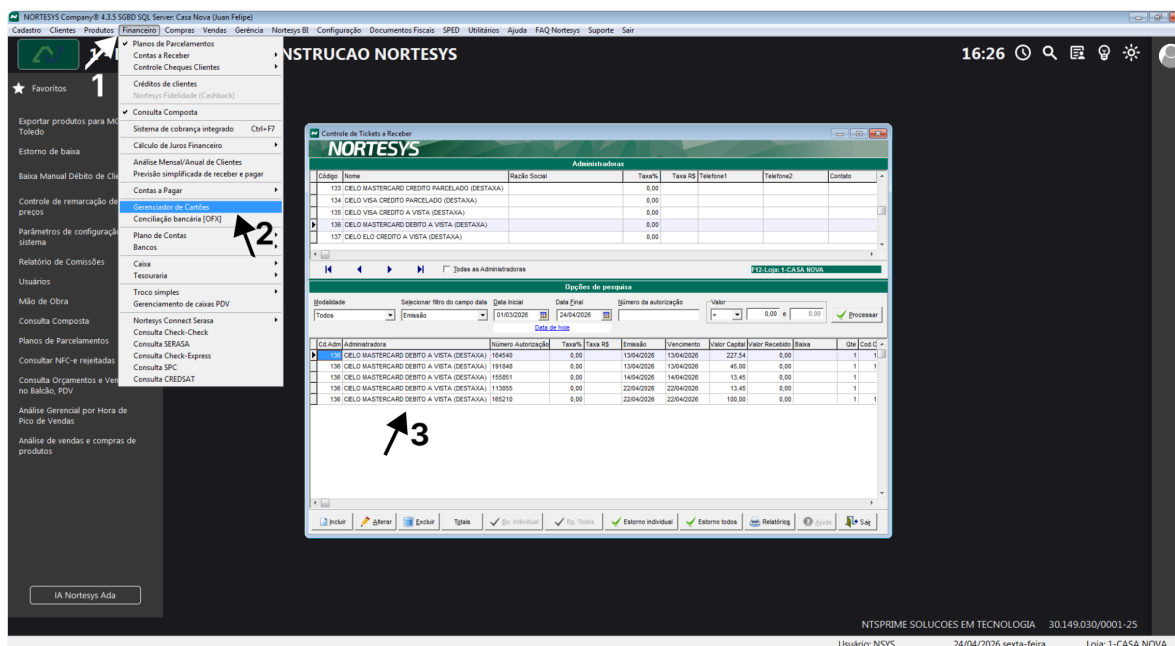 NORTESYS Company® 4.3.5 SGBD SQL Server: Casa Nova (Juan Felipe)
Cadastro Clientes Produtos Financeiro Compras Vendas Gerência Nortesys BI Configuração Documentos Fiscais SPED Utilitários Ajuda FAQ Nortesys Suporte Sair
NSTRUCAO NORTESYS
16:26
1
Favoritos
Exportar produtos para MG
Toledo
Estorno de baixa
Baixa Manual Débito de Clie
Controle de remarcação de
preços
Parâmetros de configuraçã
sistema
Relatório de Comissões
Usuários
Mão de Obra
Consulta Composta
Planos de Parcelamentos
Consultar NFC-e rejeitadas
Consulta Orçamentos e Ven
no Balcão, PDV
Análise Gerencial por Hora de
Pico de Vendas
Análise de vendas e compras de
produtos
IA Nortesys Ada
Planos de Parcelamentos
Contas a Receber
Controle Cheques Clientes
Créditos de clientes
Nortesys Fidelidade (Cashback)
Consulta Composta
Sistema de cobrança integrado Ctrl+F7
Cálculo de Juros Financeiro
Análise Mensal/Anual de Clientes
Previsão simplificada de receber e pagar
Contas a Pagar
Gerenciador de Cartões
Conciliação bancária [OFX]
2
Plano de Contas
Bancos
Caixa
Tesouraria
Troco simples
Gerenciamento de caixas PDV
Nortesys Connect Serasa
Consulta Check-Check
Consulta SERASA
Consulta Check-Express
Consulta SPC
Consulta CREDSAT
Controle de Tickets a Receber
NORTESYS
Administradoras
Código Nome Razão Social Taxa% Taxa R$ Telefone1 Telefone2 Contato
133 CIELO MASTERCARD CREDITO PARCELADO (DESTAXA) 0,00
134 CIELO VISA CREDITO PARCELADO (DESTAXA) 0,00
135 CIELO VISA CREDITO A VISTA (DESTAXA) 0,00
136 CIELO MASTERCARD DEBITO A VISTA (DESTAXA) 0,00
137 CIELO ELO CREDITO A VISTA (DESTAXA) 0,00
Todas as Administradoras F12-Loja: 1-CASA NOVA
Opções de pesquisa
Modalidade Selecionar filtro do campo data Data Inicial Data Final Número da autorização Valor
Todos Emissão 01/03/2026 24/04/2026 = 0,00 e 0,00 Processar
Data de hoje
Cd.Adm Administradora Número Autorização Taxa% Taxa R$ Emissão Vencimento Valor Capital Valor Recebido Baixa Qte Cod.C
136 CIELO MASTERCARD DEBITO A VISTA (DESTAXA) 164540 0,00 13/04/2026 13/04/2026 227,54 0,00 1 1
136 CIELO MASTERCARD DEBITO A VISTA (DESTAXA) 191848 0,00 13/04/2026 13/04/2026 45,00 0,00 1 1
136 CIELO MASTERCARD DEBITO A VISTA (DESTAXA) 155851 0,00 14/04/2026 14/04/2026 13,45 0,00 1
136 CIELO MASTERCARD DEBITO A VISTA (DESTAXA) 113055 0,00 22/04/2026 22/04/2026 13,45 0,00 1
136 CIELO MASTERCARD DEBITO A VISTA (DESTAXA) 165210 0,00 22/04/2026 22/04/2026 100,00 0,00 1 1
3
Incluir Alterar Excluir Totais Bx. Individual Bx. Todos Estorno individual Estorno todos Relatórios Ajuda Sair
NTSPRIME SOLUCOES EM TECNOLOGIA 30.149.030/0001-25
Usuário: NSYS 24/04/2026 sexta-feira Loja: 1-CASA NOVA